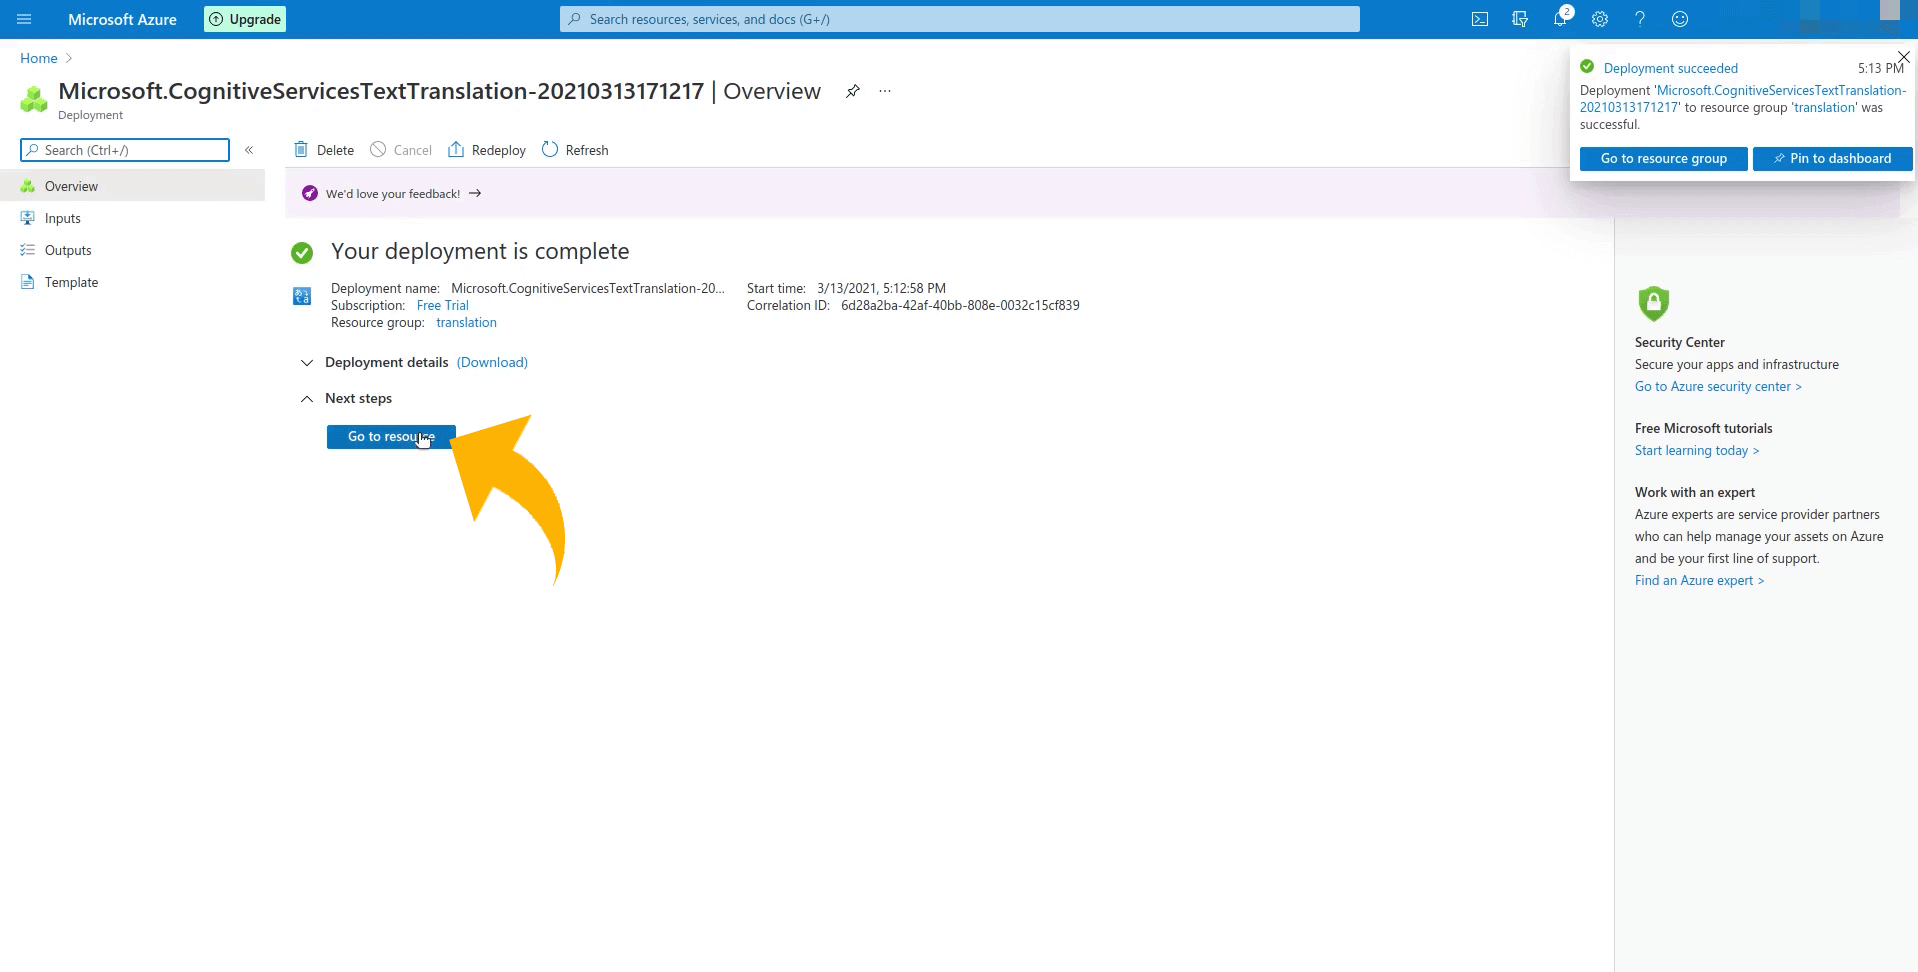 Microsoft Azure
Upgrade
Search resources, services, and docs (G+/)
2
Home
Microsoft.CognitiveServicesTextTranslation-20210313171217 | Overview
Deployment
Deployment succeeded 5:13 PM
Deployment 'Microsoft.CognitiveServicesTextTranslation-
20210313171217' to resource group 'translation' was
successful.
Go to resource group
Pin to dashboard
Search (Ctrl+/)
«
Overview
Inputs
Outputs
Template
Delete
Cancel
Redeploy
Refresh
We'd love your feedback! →
Your deployment is complete
Deployment name: Microsoft.CognitiveServicesTextTranslation-20...
Subscription: Free Trial
Resource group: translation
Start time: 3/13/2021, 5:12:58 PM
Correlation ID: 6d28a2ba-42af-40bb-808e-0032c15cf839
Deployment details (Download)
Next steps
Go to resource
Security Center
Secure your apps and infrastructure
Go to Azure security center >
Free Microsoft tutorials
Start learning today >
Work with an expert
Azure experts are service provider partners
who can help manage your assets on Azure
and be your first line of support.
Find an Azure expert >